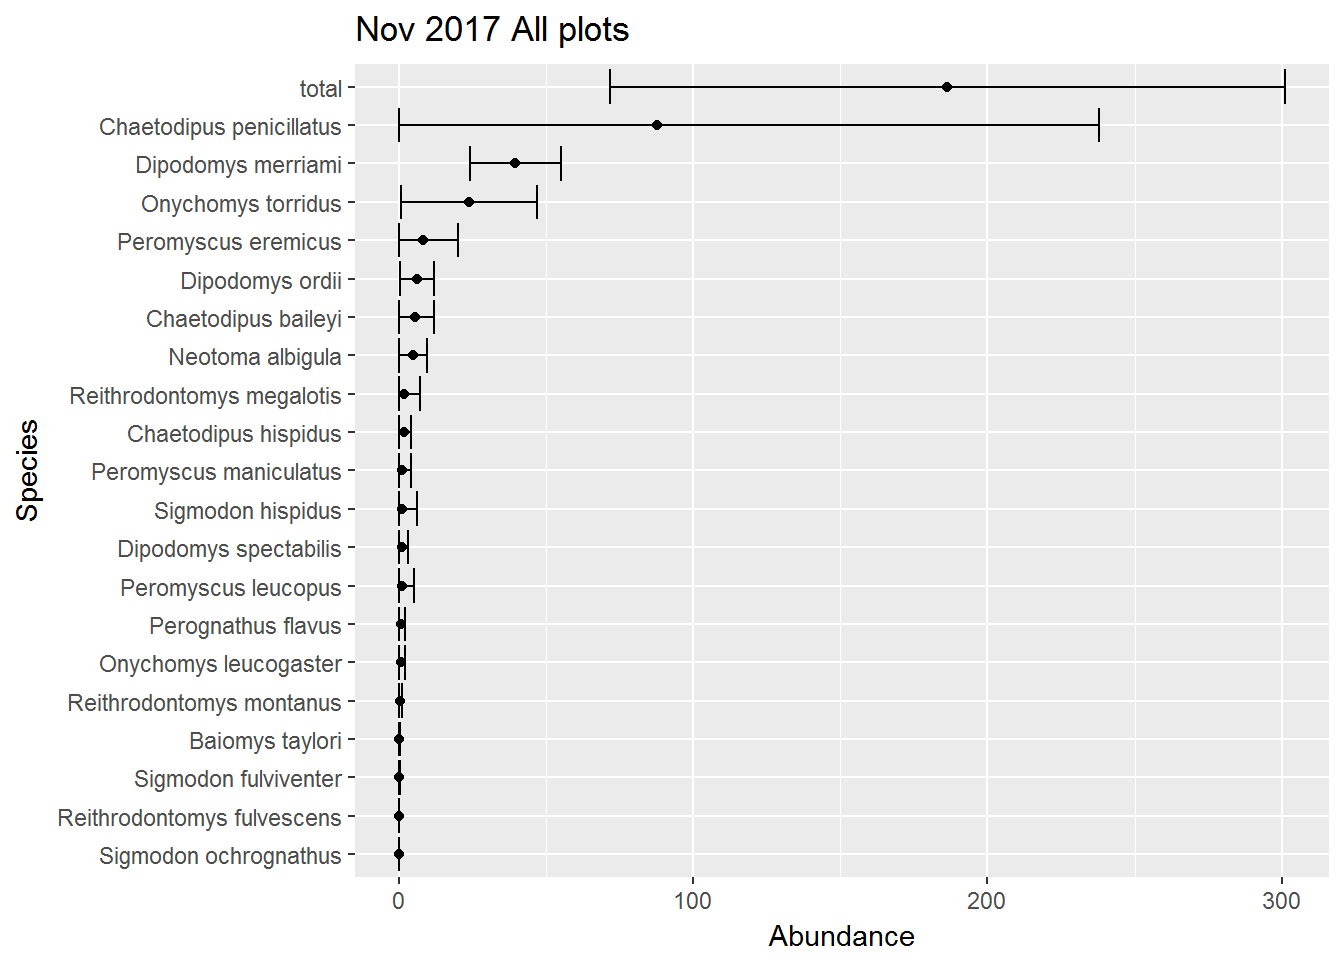 Nov 2017 All plots
total
Chaetodipus penicillatus
Dipodomys merriami
Onychomys torridus
Peromyscus eremicus
Dipodomys ordii
Chaetodipus baileyi
Neotoma albigula
Reithrodontomys megalotis
Chaetodipus hispidus
Peromyscus maniculatus
Sigmodon hispidus
Dipodomys spectabilis
Peromyscus leucopus
Perognathus flavus
Onychomys leucogaster
Reithrodontomys montanus
Baiomys taylori
Sigmodon fulviventer
Reithrodontomys fulvescens
Sigmodon ochrognathus
Species
0 100 200 300
Abundance